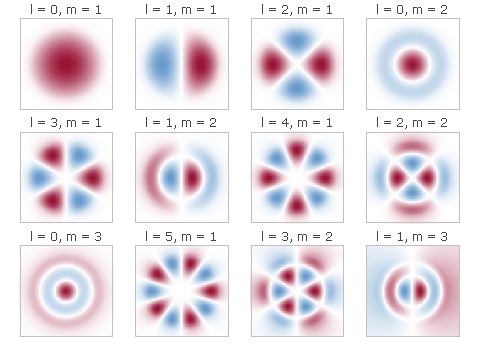 l = 0, m = 1
l = 1, m = 1
l = 2, m = 1
l = 0, m = 2
l = 3, m = 1
l = 1, m = 2
l = 4, m = 1
l = 2, m = 2
l = 0, m = 3
l = 5, m = 1
l = 3, m = 2
l = 1, m = 3